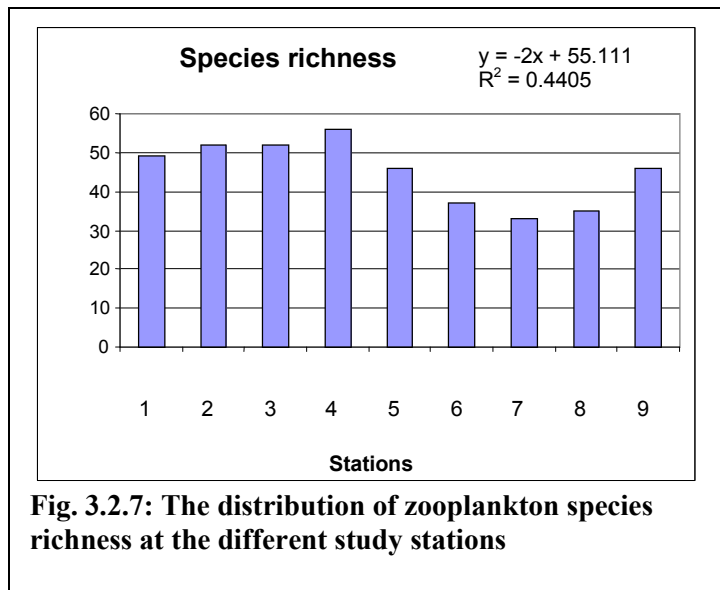 Species richness
y = -2x + 55.111
R² = 0.4405
60
50
40
30
20
10
0
1 2 3 4 5 6 7 8 9
Stations
Fig. 3.2.7: The distribution of zooplankton species
richness at the different study stations